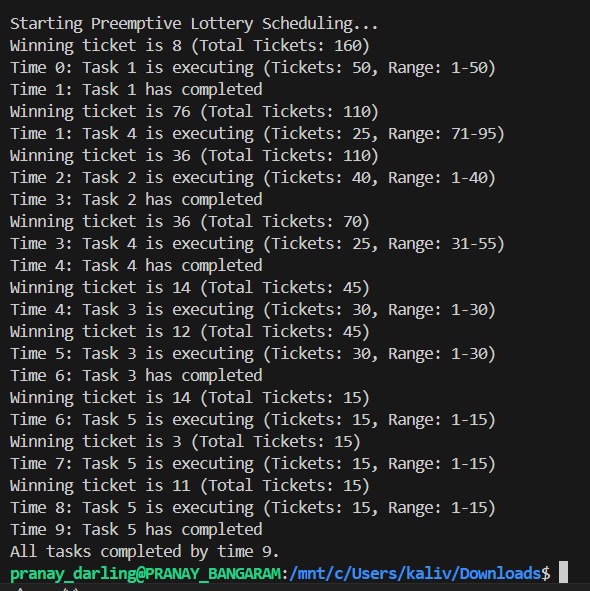 Starting Preemptive Lottery Scheduling...
Winning ticket is 8 (Total Tickets: 160)
Time 0: Task 1 is executing (Tickets: 50, Range: 1-50)
Time 1: Task 1 has completed
Winning ticket is 76 (Total Tickets: 110)
Time 1: Task 4 is executing (Tickets: 25, Range: 71-95)
Winning ticket is 36 (Total Tickets: 110)
Time 2: Task 2 is executing (Tickets: 40, Range: 1-40)
Time 3: Task 2 has completed
Winning ticket is 36 (Total Tickets: 70)
Time 3: Task 4 is executing (Tickets: 25, Range: 31-55)
Time 4: Task 4 has completed
Winning ticket is 14 (Total Tickets: 45)
Time 4: Task 3 is executing (Tickets: 30, Range: 1-30)
Winning ticket is 12 (Total Tickets: 45)
Time 5: Task 3 is executing (Tickets: 30, Range: 1-30)
Time 6: Task 3 has completed
Winning ticket is 14 (Total Tickets: 15)
Time 6: Task 5 is executing (Tickets: 15, Range: 1-15)
Winning ticket is 3 (Total Tickets: 15)
Time 7: Task 5 is executing (Tickets: 15, Range: 1-15)
Winning ticket is 11 (Total Tickets: 15)
Time 8: Task 5 is executing (Tickets: 15, Range: 1-15)
Time 9: Task 5 has completed
All tasks completed by time 9.
pranay_darling@PRANAY_BANGARAM:/mnt/c/Users/kaliv/Downloads$